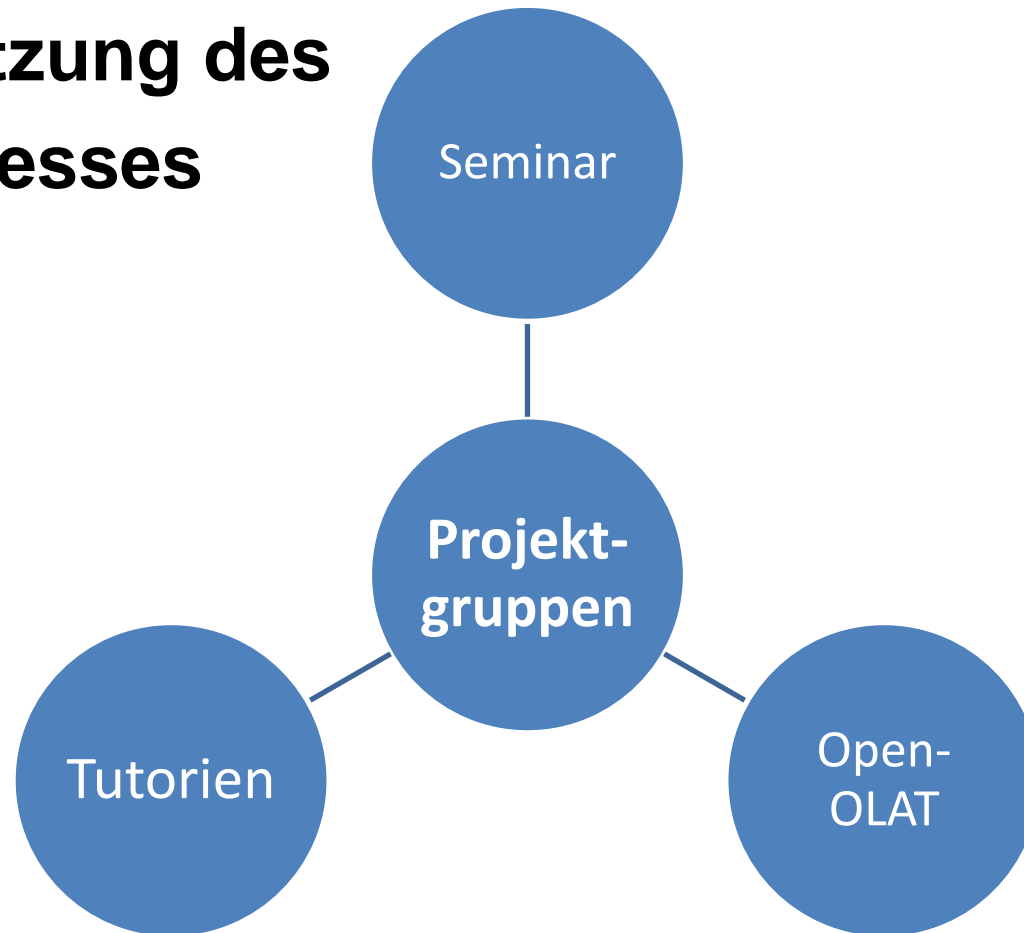 tzung des
esses
Seminar
Projekt-
gruppen
Tutorien
Open-
OLAT